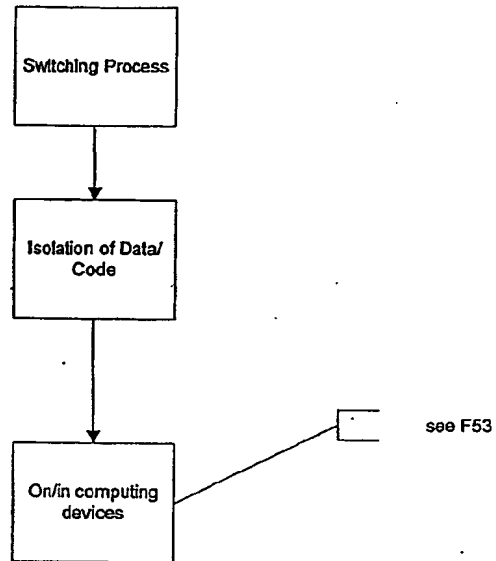 Switching Process
Isolation of Data/
Code
On/in computing
devices
see F53